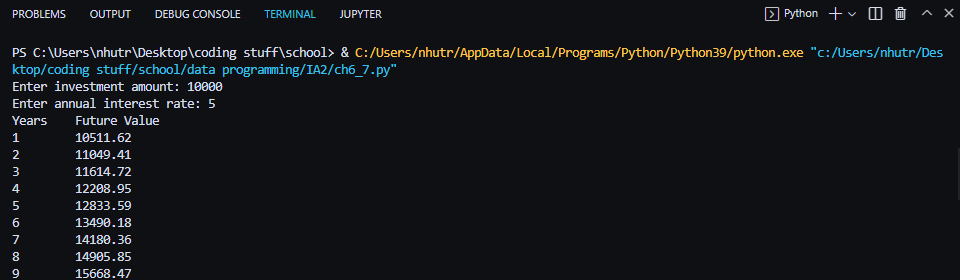 PROBLEMS OUTPUT DEBUG CONSOLE TERMINAL JUPYTER Python
PS C:\Users\nhutr\Desktop\coding stuff\school> & C:/Users/nhutr/AppData/Local/Programs/Python/Python39/python.exe "c:/Users/nhutr/Des
ktop/coding stuff/school/data programming/IA2/ch6_7.py"
Enter investment amount: 10000
Enter annual interest rate: 5
Years Future Value
1 10511.62
2 11049.41
3 11614.72
4 12208.95
5 12833.59
6 13490.18
7 14180.36
8 14905.85
9 15668.47